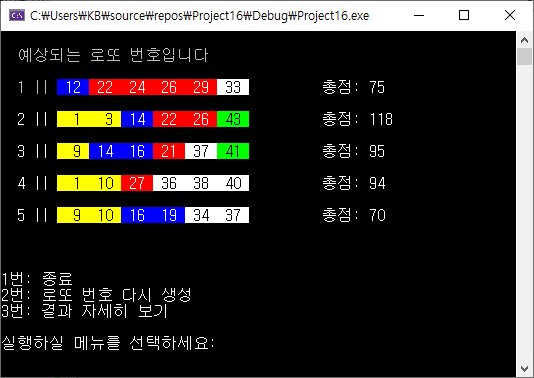 C:₩Users₩KB₩source₩repos₩Project16₩Debug₩Project16.exe
예상되는 로또 번호입니다
1 || 12 22 24 26 29 33 총점: 75
2 || 1 3 14 22 26 43 총점: 118
3 || 9 14 16 21 37 41 총점: 95
4 || 1 10 27 36 38 40 총점: 94
5 || 9 10 16 19 34 37 총점: 70
1번: 종료
2번: 로또 번호 다시 생성
3번: 결과 자세히 보기
실행하실 메뉴를 선택하세요: